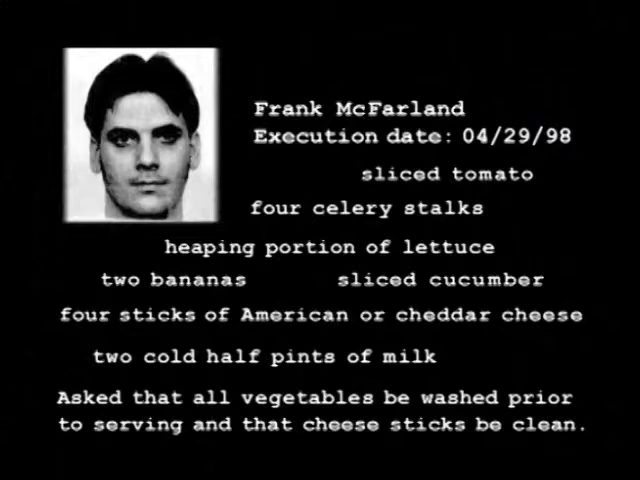 Frank McFarland
Execution date: 04/29/98
sliced tomato
four celery stalks
heaping portion of lettuce
two bananas
sliced cucumber
four sticks of American or cheddar cheese
two cold half pints of milk
Asked that all vegetables be washed prior
to serving and that cheese sticks be clean.